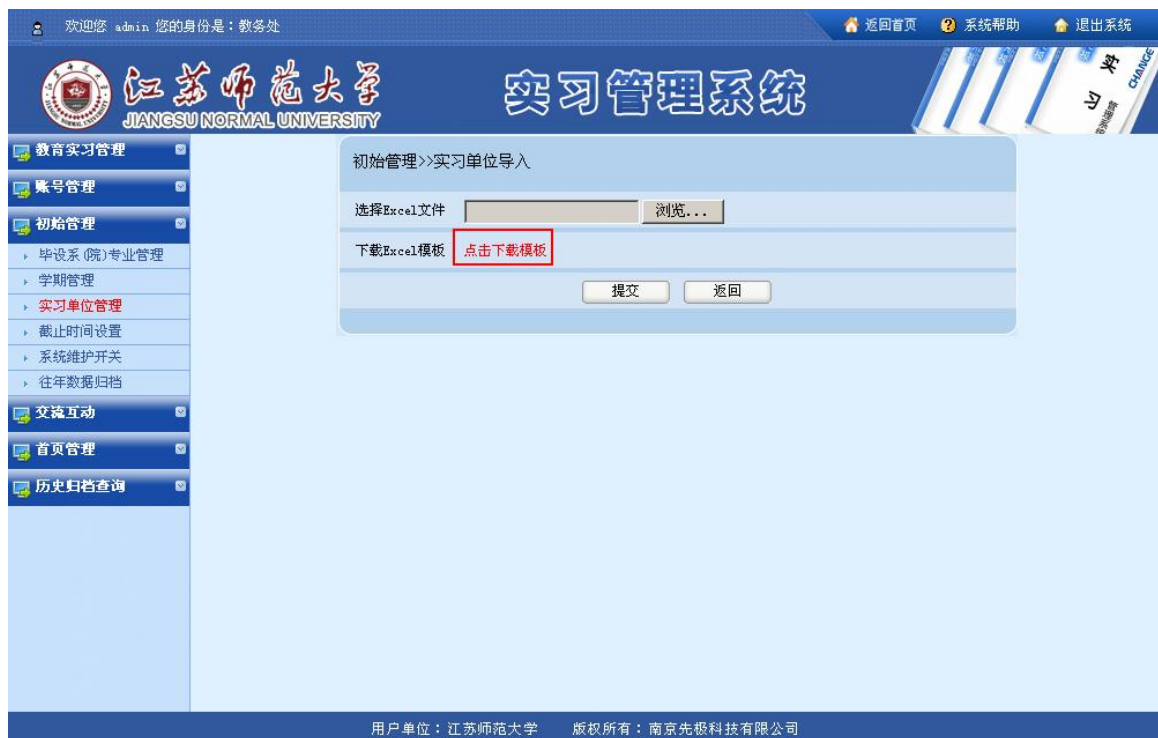 欢迎您 admin 您的身份是：教务处
返回首页 系统帮助 退出系统
江苏师范大学
JIANGSU NORMAL UNIVERSITY
实习管理系统
实习
管理系统
CHANGE
教育实习管理
账号管理
初始管理
毕设系(院)专业管理
学期管理
实习单位管理
截止时间设置
系统维护开关
往年数据归档
交流互动
首页管理
历史归档查询
初始管理>>实习单位导入
选择Excel文件 浏览...
下载Excel模板 点击下载模板
提交 返回
用户单位：江苏师范大学 版权所有：南京先极科技有限公司